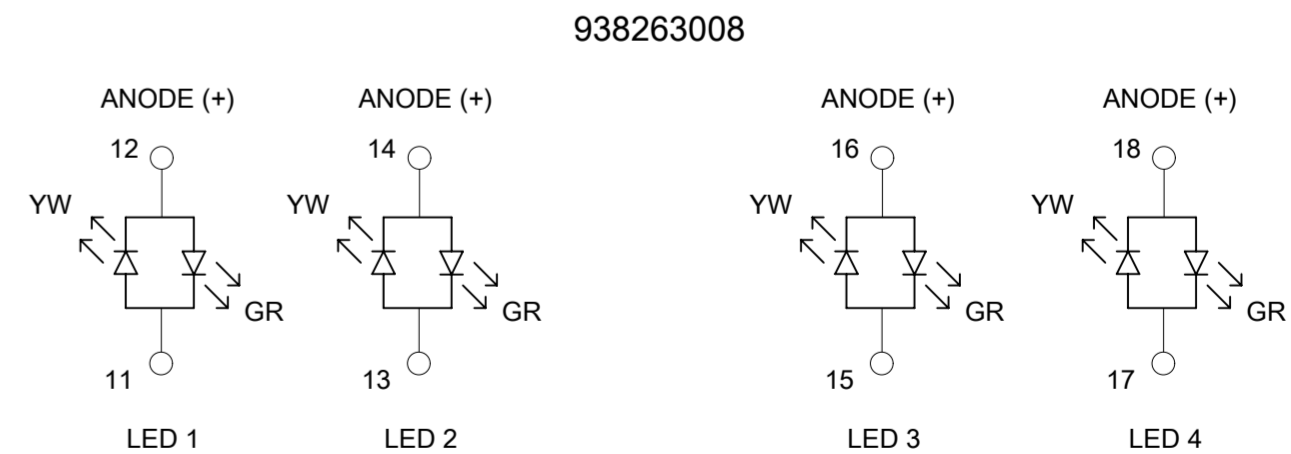 938263008
ANODE (+) ANODE (+) ANODE (+) ANODE (+)
12 14 16 18
YW YW YW YW
GR GR GR GR
11 13 15 17
LED 1 LED 2 LED 3 LED 4